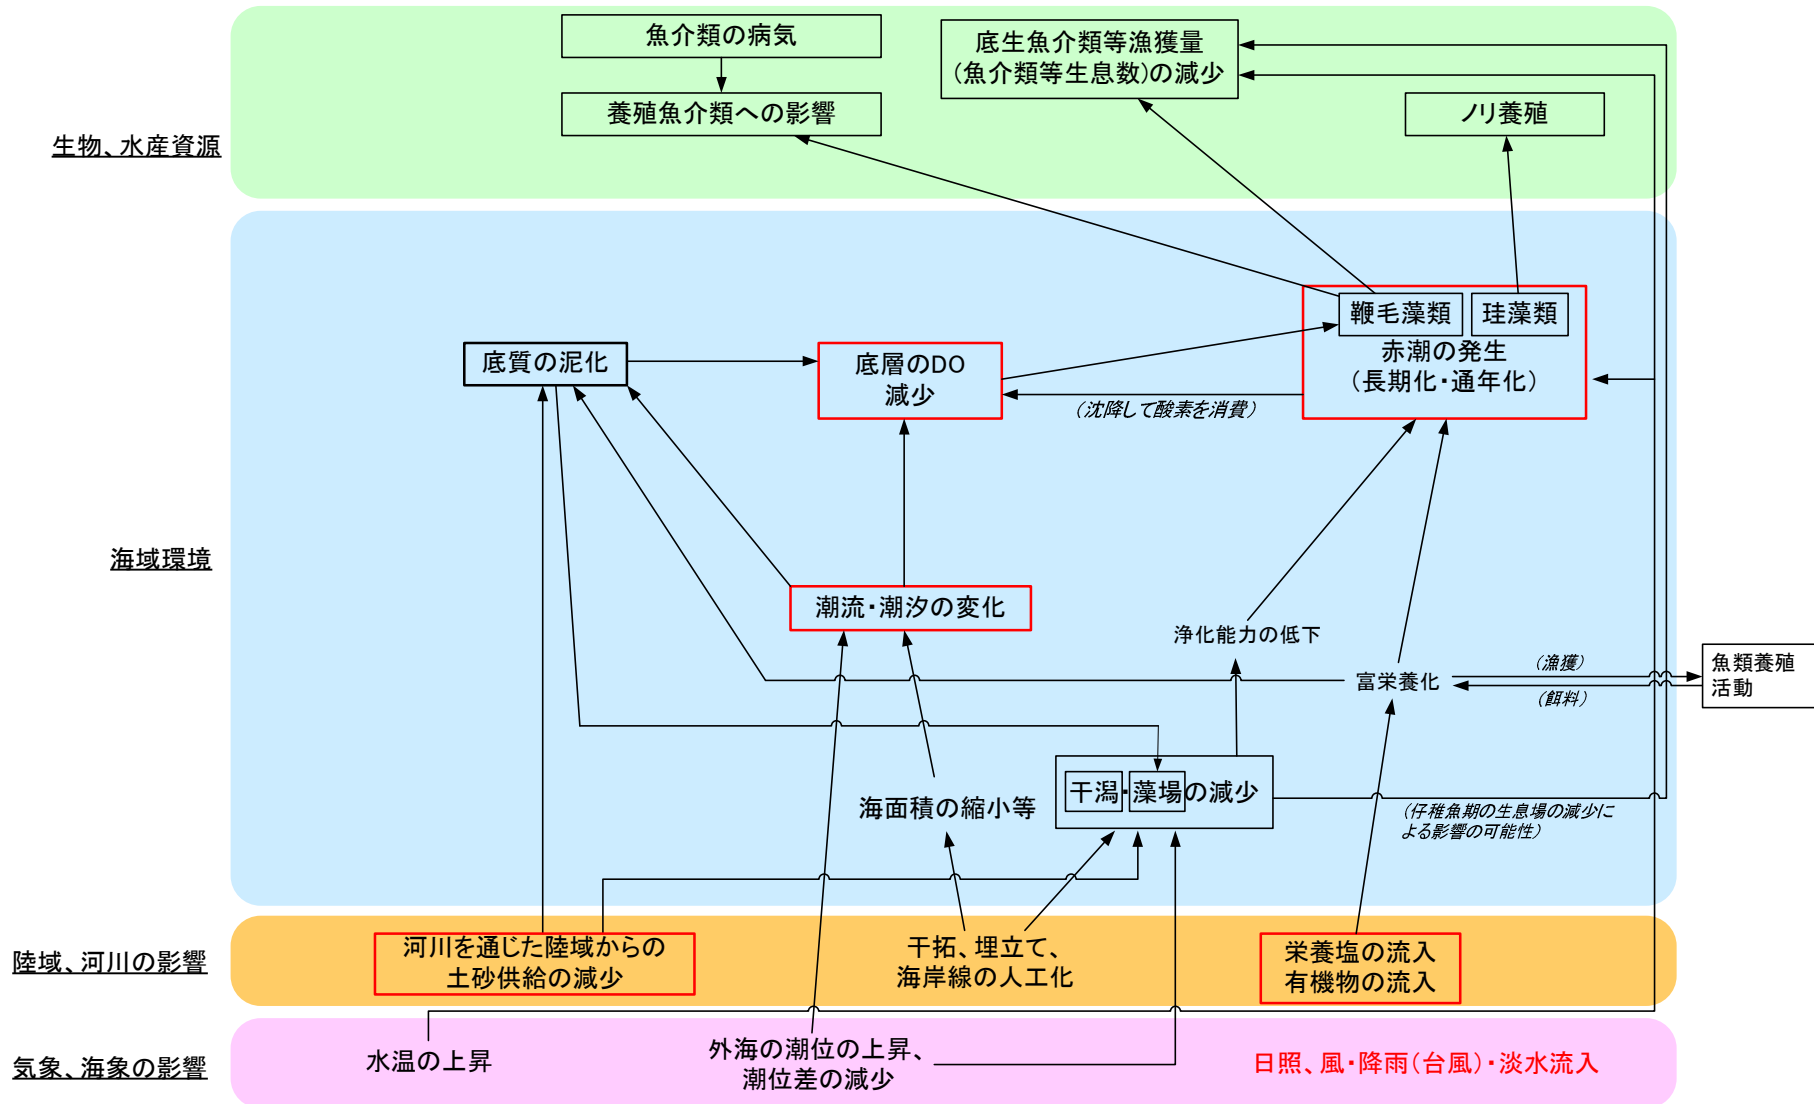 魚介類の病気
底生魚介類等漁獲量
(魚介類等生息数)の減少
養殖魚介類への影響
ノリ養殖
生物、水産資源
鞭毛藻類
珪藻類
赤潮の発生
(長期化・通年化)
底質の泥化
底層のDO
減少
(沈降して酸素を消費)
海域環境
潮流・潮汐の変化
浄化能力の低下
富栄養化
(漁獲)
(餌料)
魚類養殖
活動
海面積の縮小等
干潟・藻場の減少
(仔稚魚期の生息場の減少に
よる影響の可能性)
陸域、河川の影響
河川を通じた陸域からの
土砂供給の減少
干拓、埋立て、
海岸線の人工化
栄養塩の流入
有機物の流入
気象、海象の影響
水温の上昇
外海の潮位の上昇、
潮位差の減少
日照、風・降雨(台風)・淡水流入